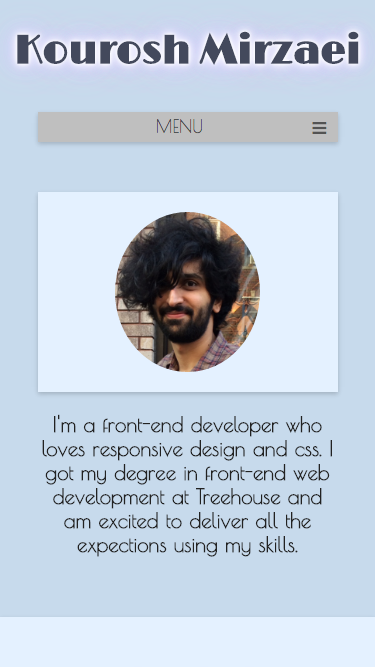 Kourosh Mirzaei
MENU
I'm a front-end developer who
loves responsive design and css. I
got my degree in front-end web
development at Treehouse and
am excited to deliver all the
expections using my skills.